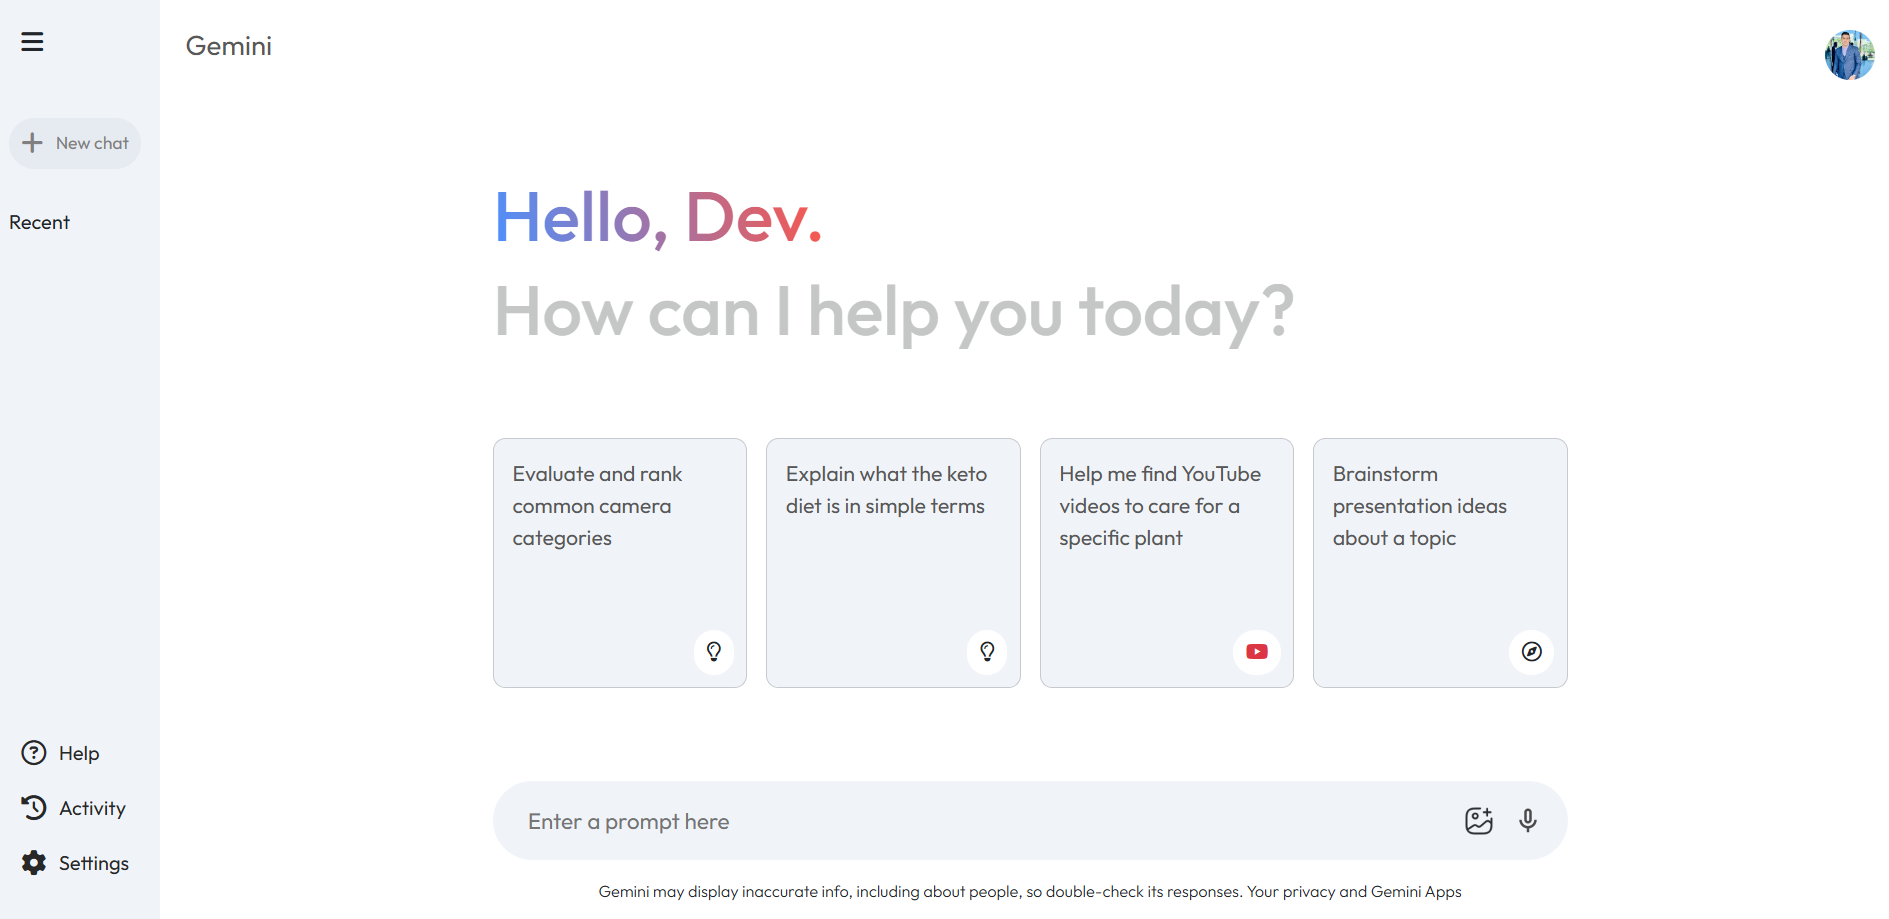 Gemini
New chat
Recent
Hello, Dev.
How can I help you today?
Evaluate and rank
common camera
categories
Explain what the keto
diet is in simple terms
Help me find YouTube
videos to care for a
specific plant
Brainstorm
presentation ideas
about a topic
Help
Activity
Settings
Enter a prompt here
Gemini may display inaccurate info, including about people, so double-check its responses. Your privacy and Gemini Apps